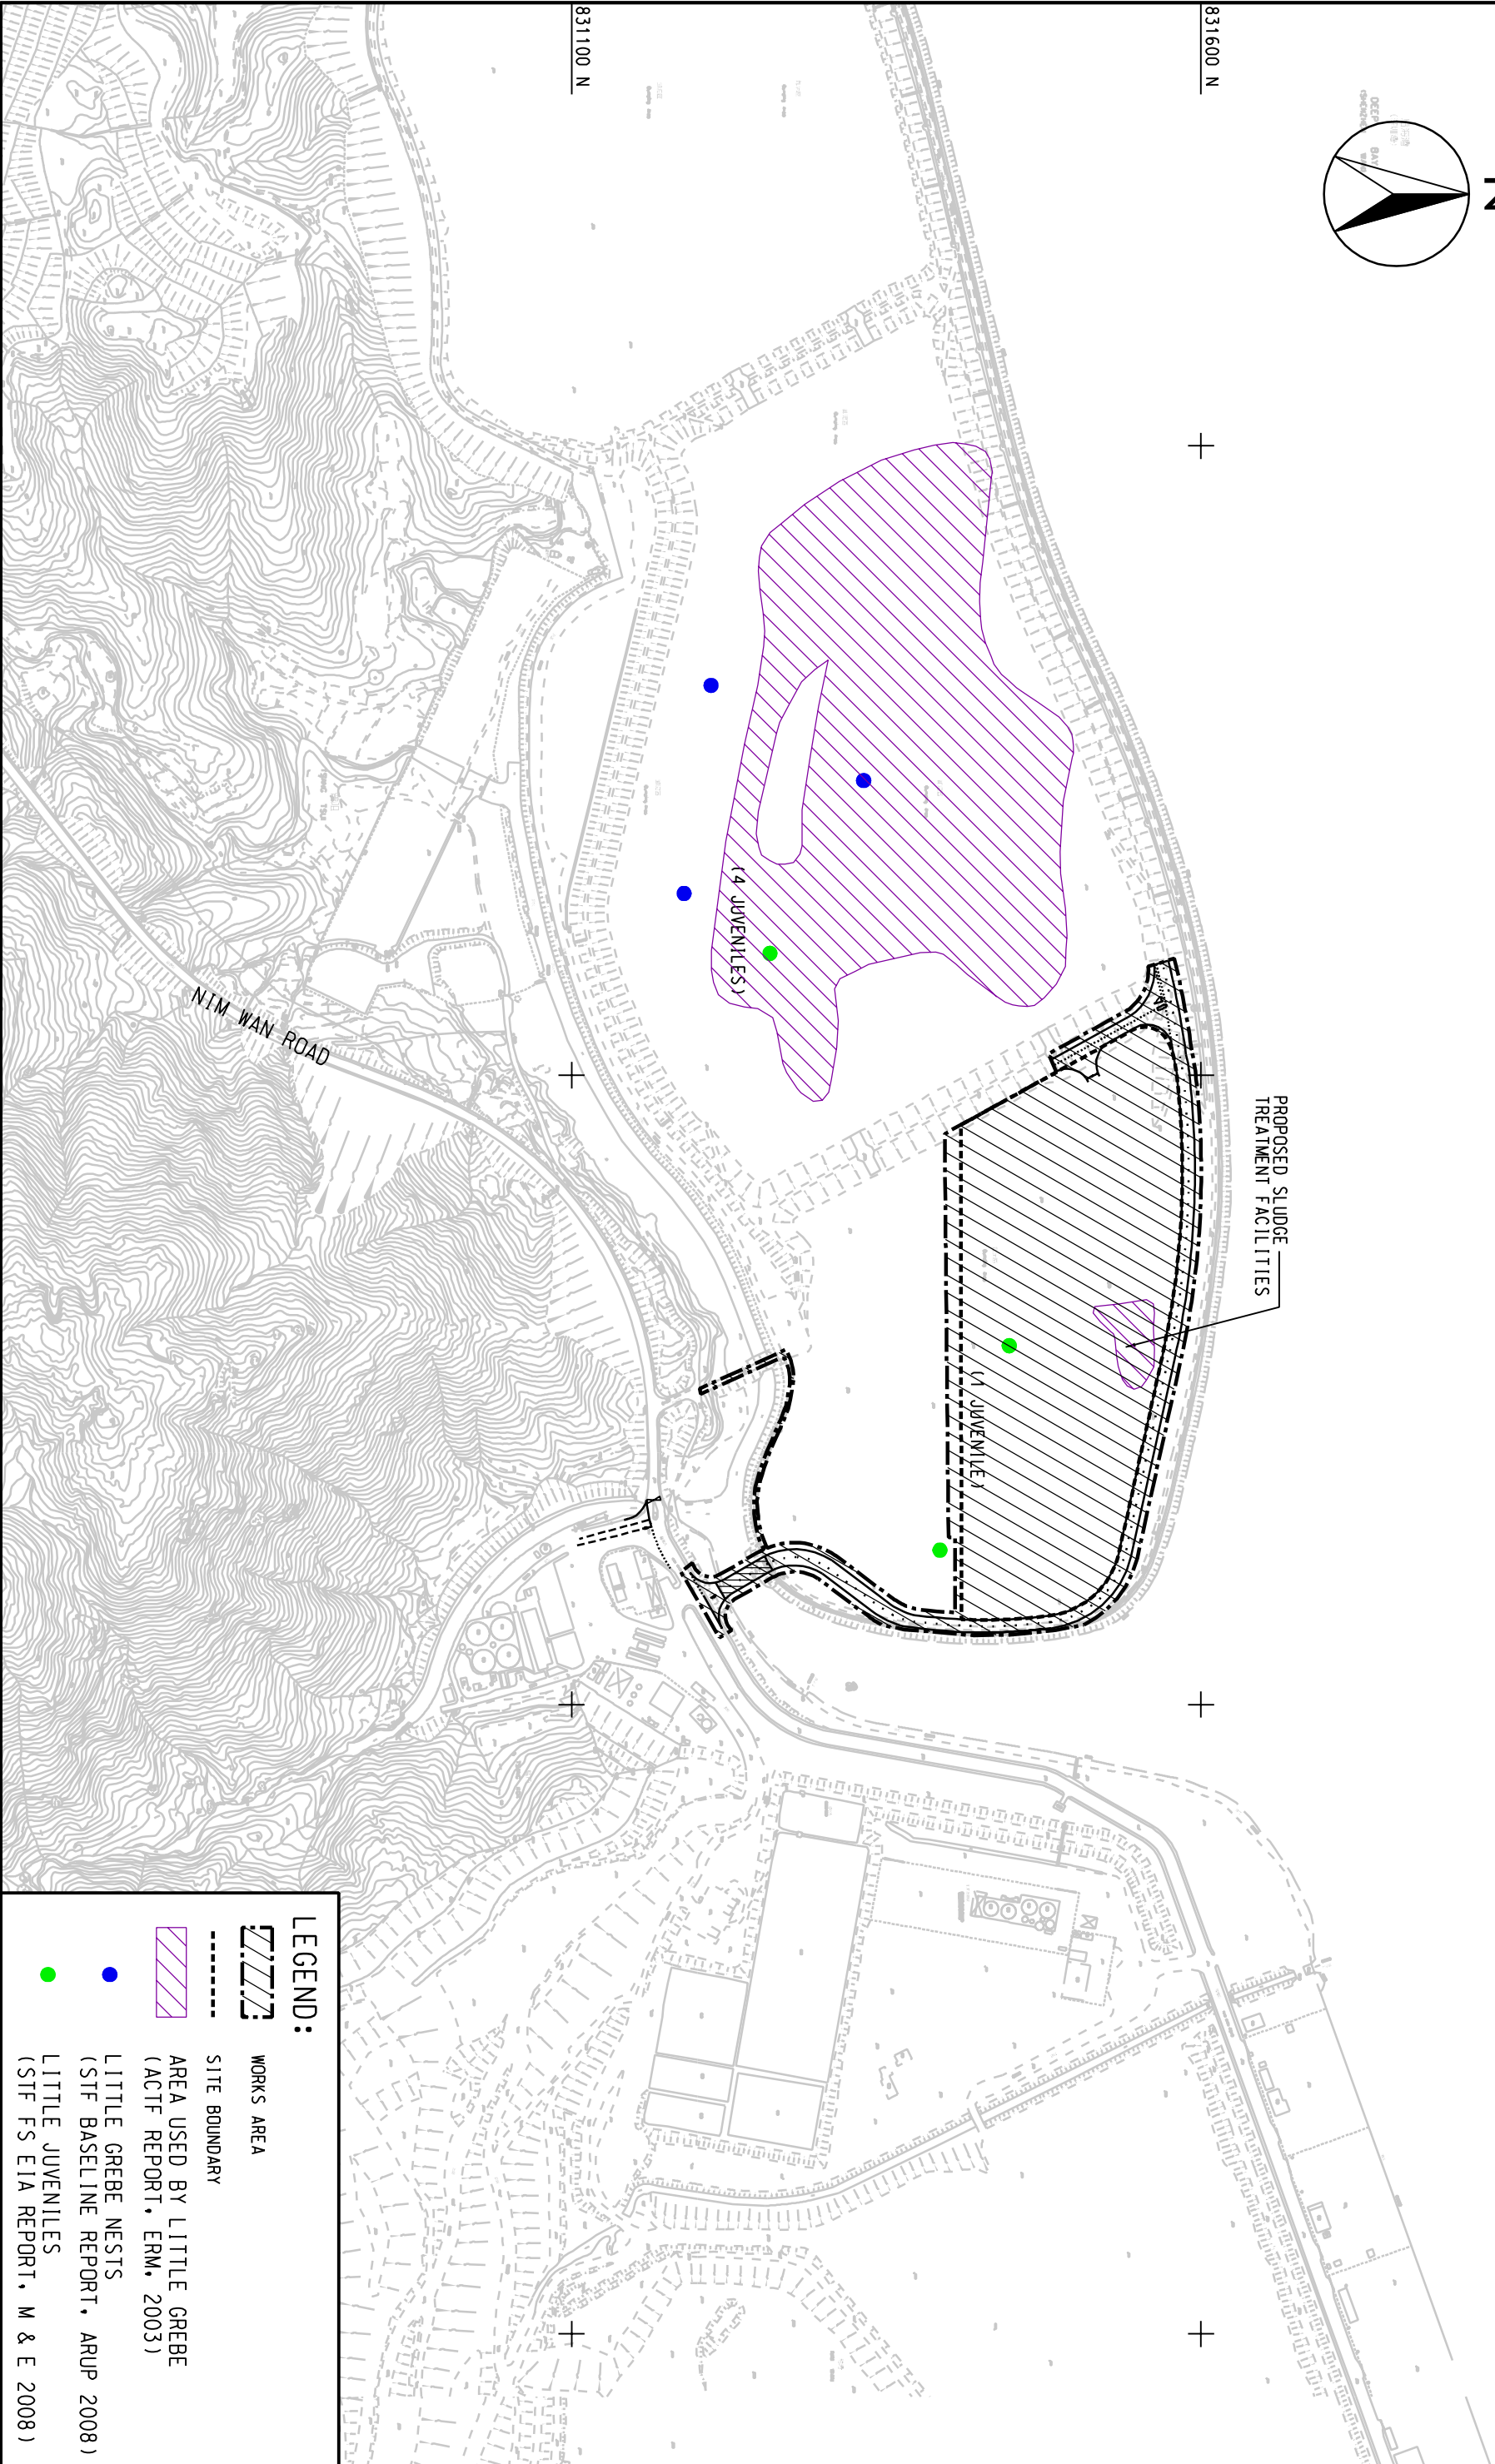 N
831600 N
831100 N
DEEP BAY
PROPOSED SLUDGE
TREATMENT FACILITIES
(4 JUVENILES)
(1 JUVENILE)
NIM WAN ROAD
LEGEND:
WORKS AREA
SITE BOUNDARY
AREA USED BY LITTLE GREBE
(ACTF REPORT, ERM, 2003)
LITTLE GREBE NESTS
(STF BASELINE REPORT, ARUP 2008)
LITTLE JUVENILES
(STF FS EIA REPORT, M & E 2008)